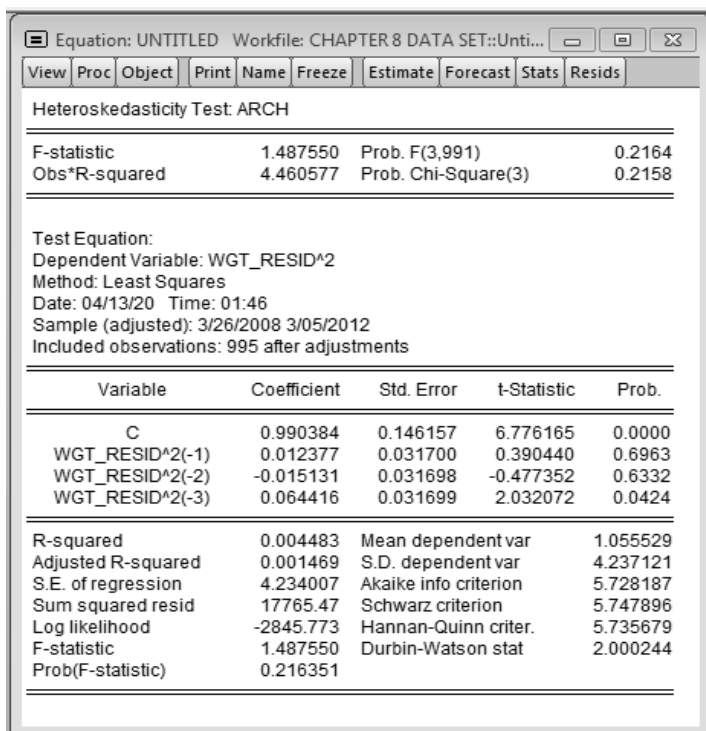 Equation: UNTITLED Workfile: CHAPTER 8 DATA SET::Unti...
View Proc Object Print Name Freeze Estimate Forecast Stats Resids
Heteroskedasticity Test: ARCH
F-statistic 1.487550 Prob. F(3,991) 0.2164
Obs*R-squared 4.460577 Prob. Chi-Square(3) 0.2158
Test Equation:
Dependent Variable: WGT_RESID^2
Method: Least Squares
Date: 04/13/20 Time: 01:46
Sample (adjusted): 3/26/2008 3/05/2012
Included observations: 995 after adjustments
Variable Coefficient Std. Error t-Statistic Prob.
C 0.990384 0.146157 6.776165 0.0000
WGT_RESID^2(-1) 0.012377 0.031700 0.390440 0.6963
WGT_RESID^2(-2) -0.015131 0.031698 -0.477352 0.6332
WGT_RESID^2(-3) 0.064416 0.031699 2.032072 0.0424
R-squared 0.004483 Mean dependent var 1.055529
Adjusted R-squared 0.001469 S.D. dependent var 4.237121
S.E. of regression 4.234007 Akaike info criterion 5.728187
Sum squared resid 17765.47 Schwarz criterion 5.747896
Log likelihood -2845.773 Hannan-Quinn criter. 5.735679
F-statistic 1.487550 Durbin-Watson stat 2.000244
Prob(F-statistic) 0.216351